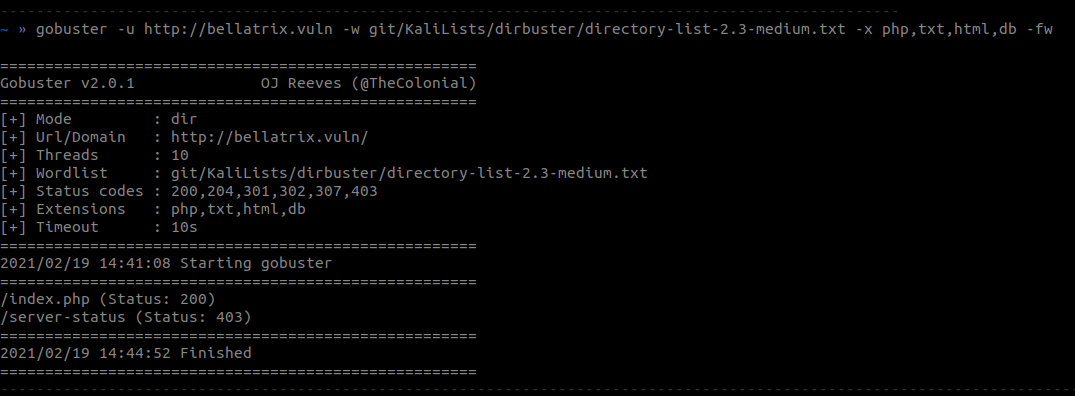 ~ » gobuster -u http://bellatrix.vuln -w git/KaliLists/dirbuster/directory-list-2.3-medium.txt -x php,txt,html,db -fw
=====================================================
Gobuster v2.0.1              OJ Reeves (@TheColonial)
=====================================================
[+] Mode         : dir
[+] Url/Domain   : http://bellatrix.vuln/
[+] Threads      : 10
[+] Wordlist     : git/KaliLists/dirbuster/directory-list-2.3-medium.txt
[+] Status codes : 200,204,301,302,307,403
[+] Extensions   : php,txt,html,db
[+] Timeout      : 10s
=====================================================
2021/02/19 14:41:08 Starting gobuster
=====================================================
/index.php (Status: 200)
/server-status (Status: 403)
=====================================================
2021/02/19 14:44:52 Finished
=====================================================